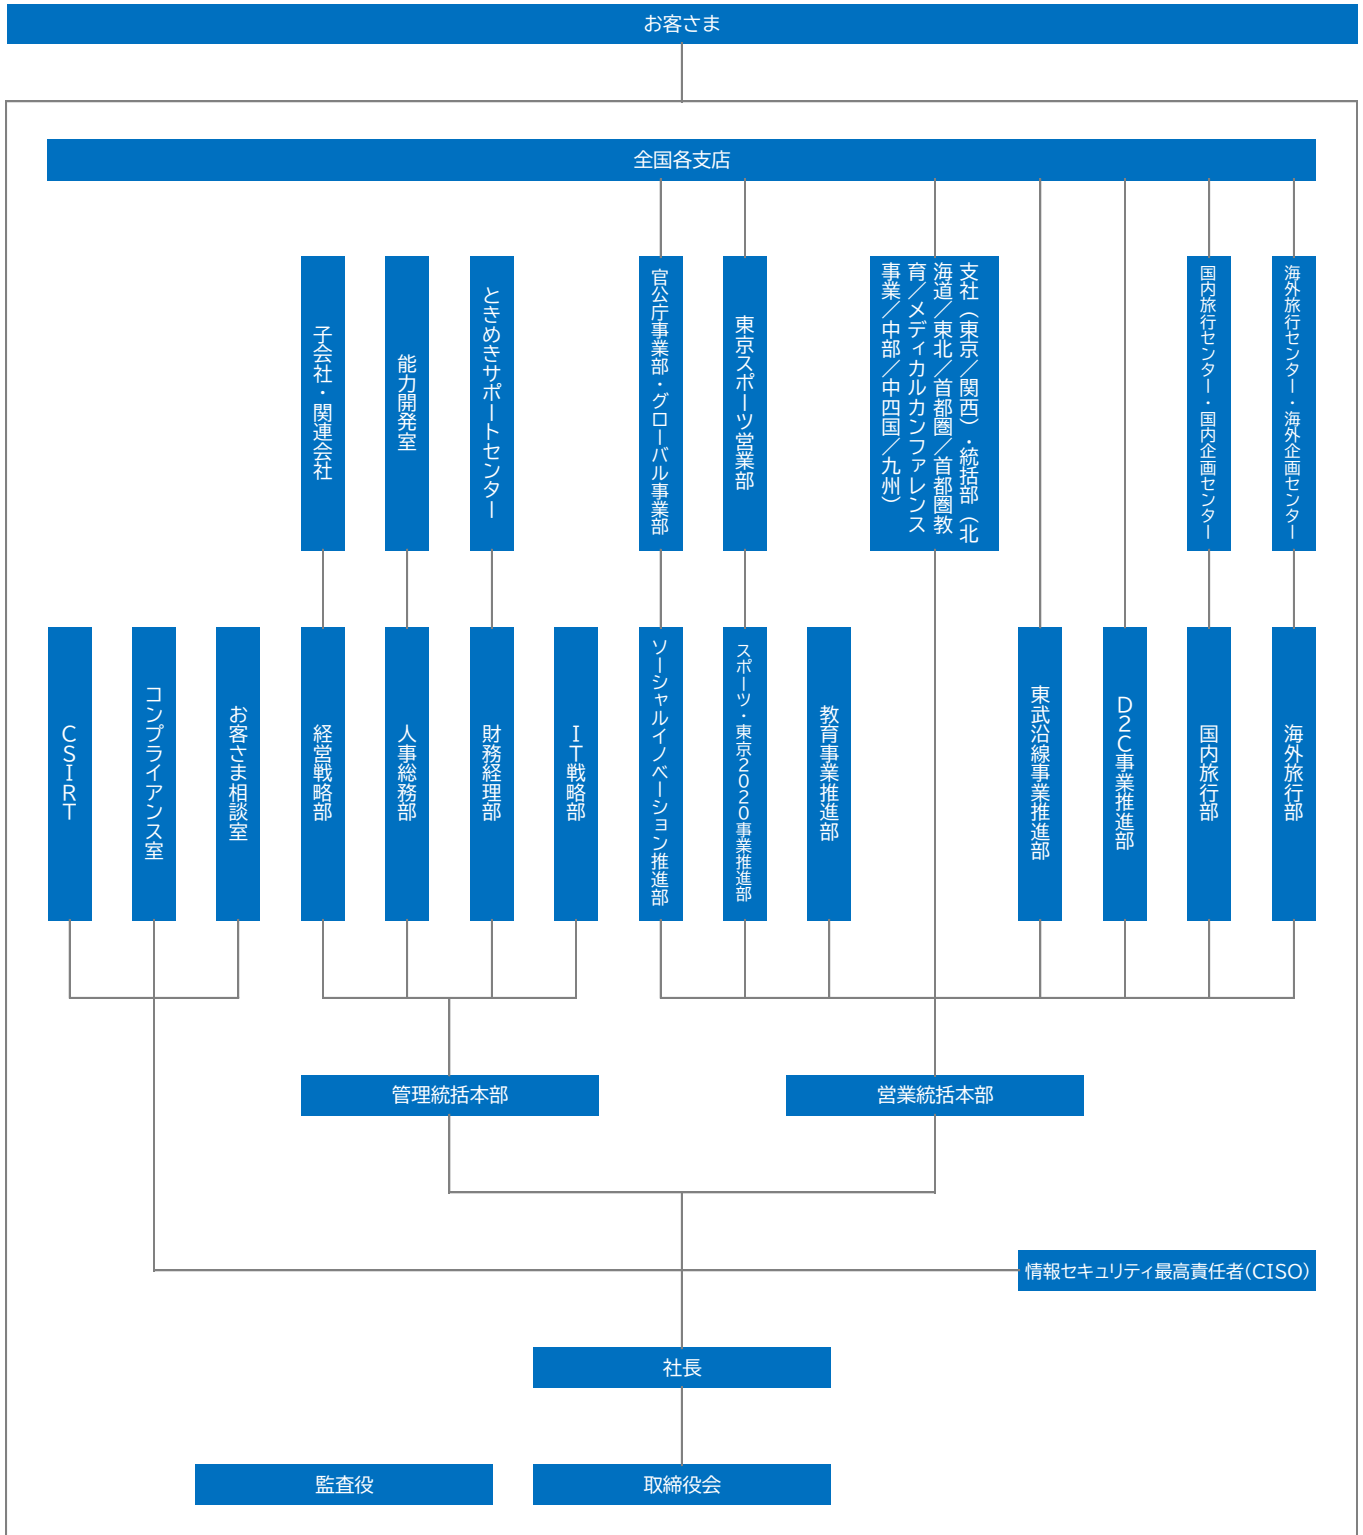 お客さま
全国各支店
子会社・関連会社
能力開発室
ときめきサポートセンター
官公庁事業部・グローバル事業部
東京スポーツ営業部
支社（東京／関西）・統括部（北
海道／東北／首都圏／首都圏教
育／メディカルカンファレンス
事業／中部／中四国／九州）
国内旅行センター・国内企画センター
海外旅行センター・海外企画センター
ＣＳＩＲＴ
コンプライアンス室
お客さま相談室
経営戦略部
人事総務部
財務経理部
ＩＴ戦略部
ソーシャルイノベーション推進部
スポーツ・東京２０２０事業推進部
教育事業推進部
東武沿線事業推進部
Ｄ２Ｃ事業推進部
国内旅行部
海外旅行部
管理統括本部
営業統括本部
情報セキュリティ最高責任者(CISO)
社長
監査役
取締役会